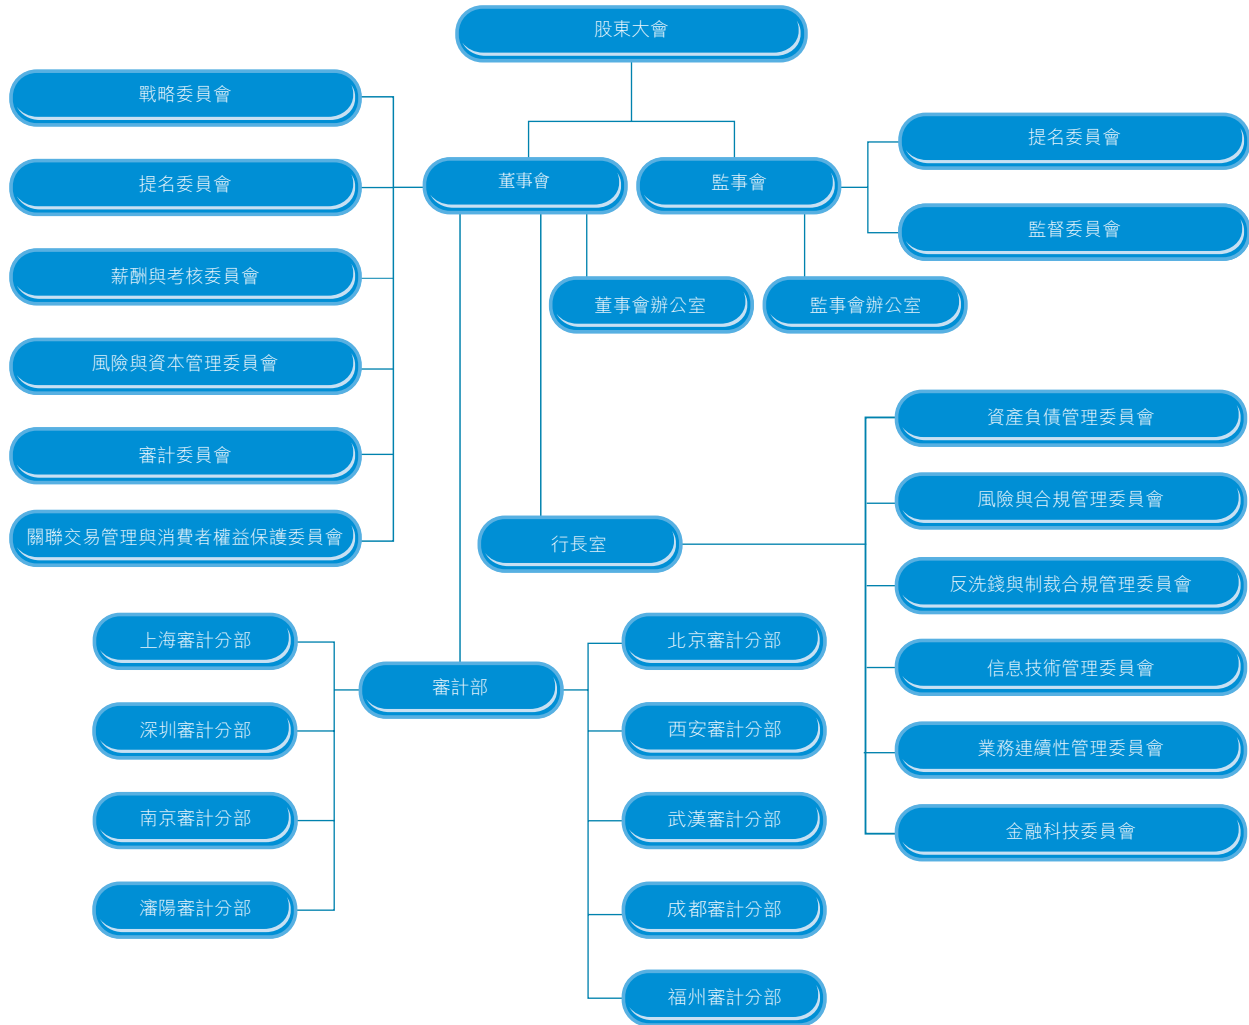 股東大會
戰略委員會
提名委員會
薪酬與考核委員會
風險與資本管理委員會
審計委員會
關聯交易管理與消費者權益保護委員會
董事會
監事會
提名委員會
監督委員會
董事會辦公室
監事會辦公室
行長室
資產負債管理委員會
風險與合規管理委員會
反洗錢與制裁合規管理委員會
信息技術管理委員會
業務連續性管理委員會
金融科技委員會
審計部
上海審計分部
深圳審計分部
南京審計分部
瀋陽審計分部
北京審計分部
西安審計分部
武漢審計分部
成都審計分部
福州審計分部